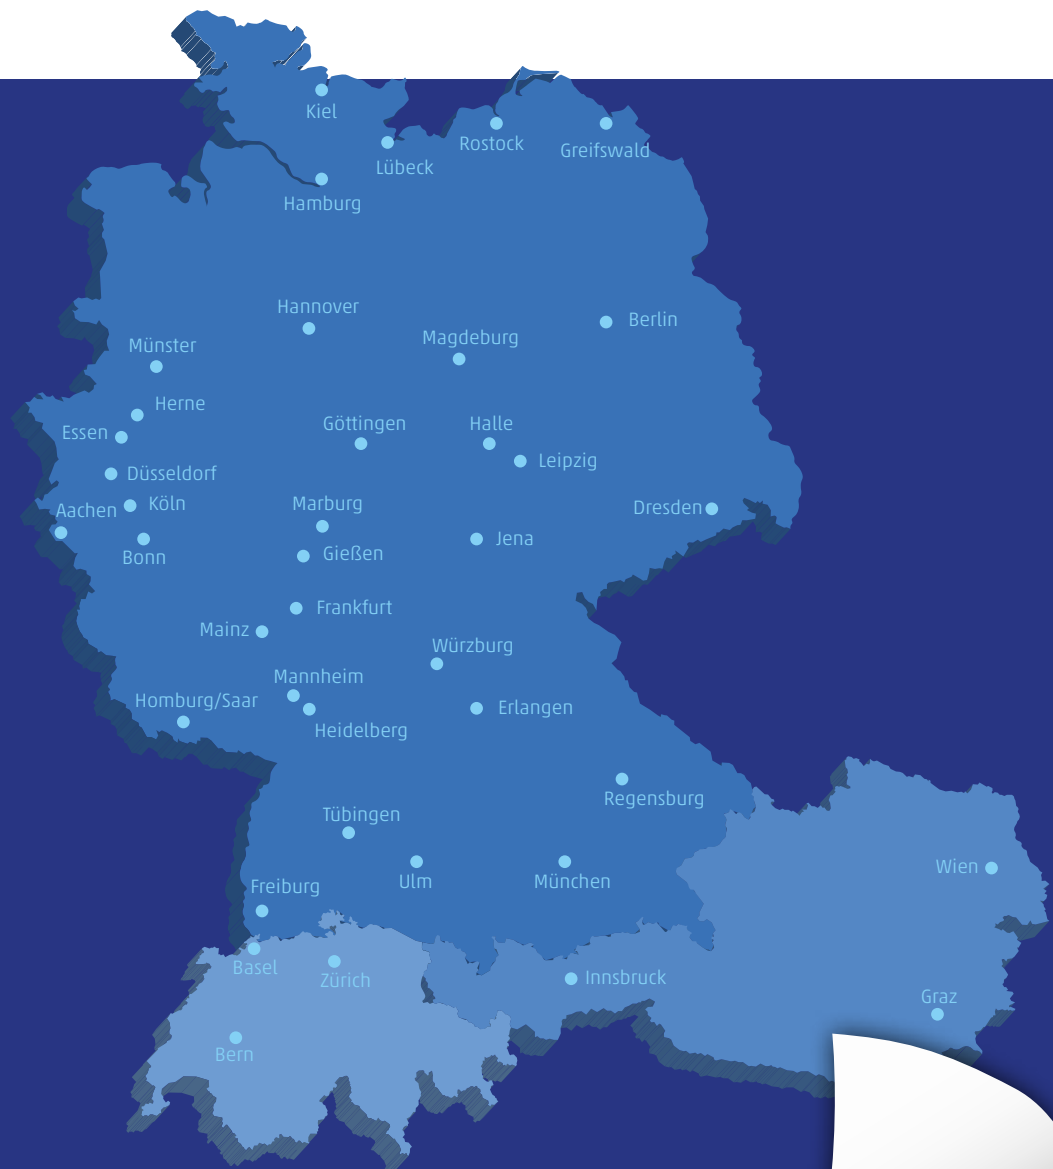 Kiel
Rostock
Greifswald
Lübeck
Hamburg
Hannover
Berlin
Magdeburg
Münster
Herne
Göttingen
Halle
Essen
Leipzig
Düsseldorf
Köln
Marburg
Dresden
Aachen
Jena
Gießen
Bonn
Frankfurt
Mainz
Würzburg
Mannheim
Homburg/Saar
Erlangen
Heidelberg
Regensburg
Tübingen
Wien
Ulm
München
Freiburg
Basel
Zürich
Innsbruck
Graz
Bern